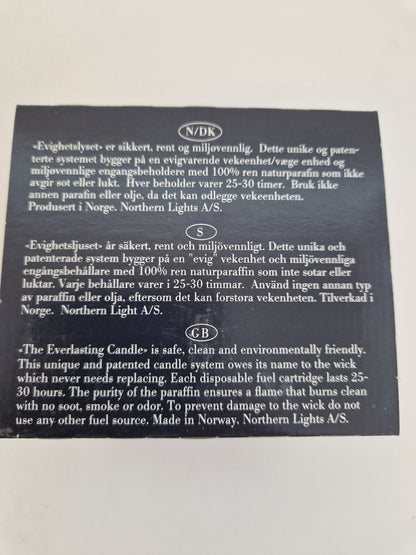 N/DK
«Evighetslyset» er sikkert, rent og miljøvennlig. Dette unike og paten-
terte systemet bygger på en evigvarende vekeenhet/væge enhed og
miljøvennlige engangsbeholdere med 100% ren naturparafin som ikke
avgir sot eller lukt. Hver beholder varer 25-30 timer. Bruk ikke
annen parafin eller olje, da det kan ødlegge vekeenheten.
Produsert i Norge. Northern Lights A/S.
S
«Evighetsljuset» år såkert, rent och miljövennligt. Dette unika och
patenterade system bygger på en "evig" vekenhet och miljövennliga
engångsbehållare med 100% ren naturparaffin som inte sotar eller
luktar. Varje behållare varer i 25-30 timmar. Använd ingen annan typ
av paraffin eller olja, eftersom det kan forstøra vekenheten. Tilverkad i
Norge. Northern Light A/S.
GB
«The Everlasting Candle» is safe, clean and environmentally friendly.
This unique and patented candle system owes its name to the wick
which never needs replacing. Each disposable fuel cartridge lasts 25-
30 hours. The purity of the paraffin ensures a flame that burns clean
with no soot, smoke or odor. To prevent damage to the wick do not
use any other fuel source. Made in Norway. Northern Lights A/S.